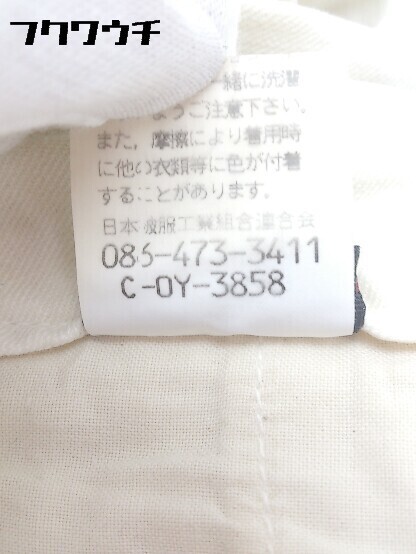 フクワウチ
一緒に洗濯
ようご注意下さい。
また、摩擦により着用時
に他の衣類等に色が付着
することがあります。
日本被服工業組合連合会
086-473-3411
C-OY-3858